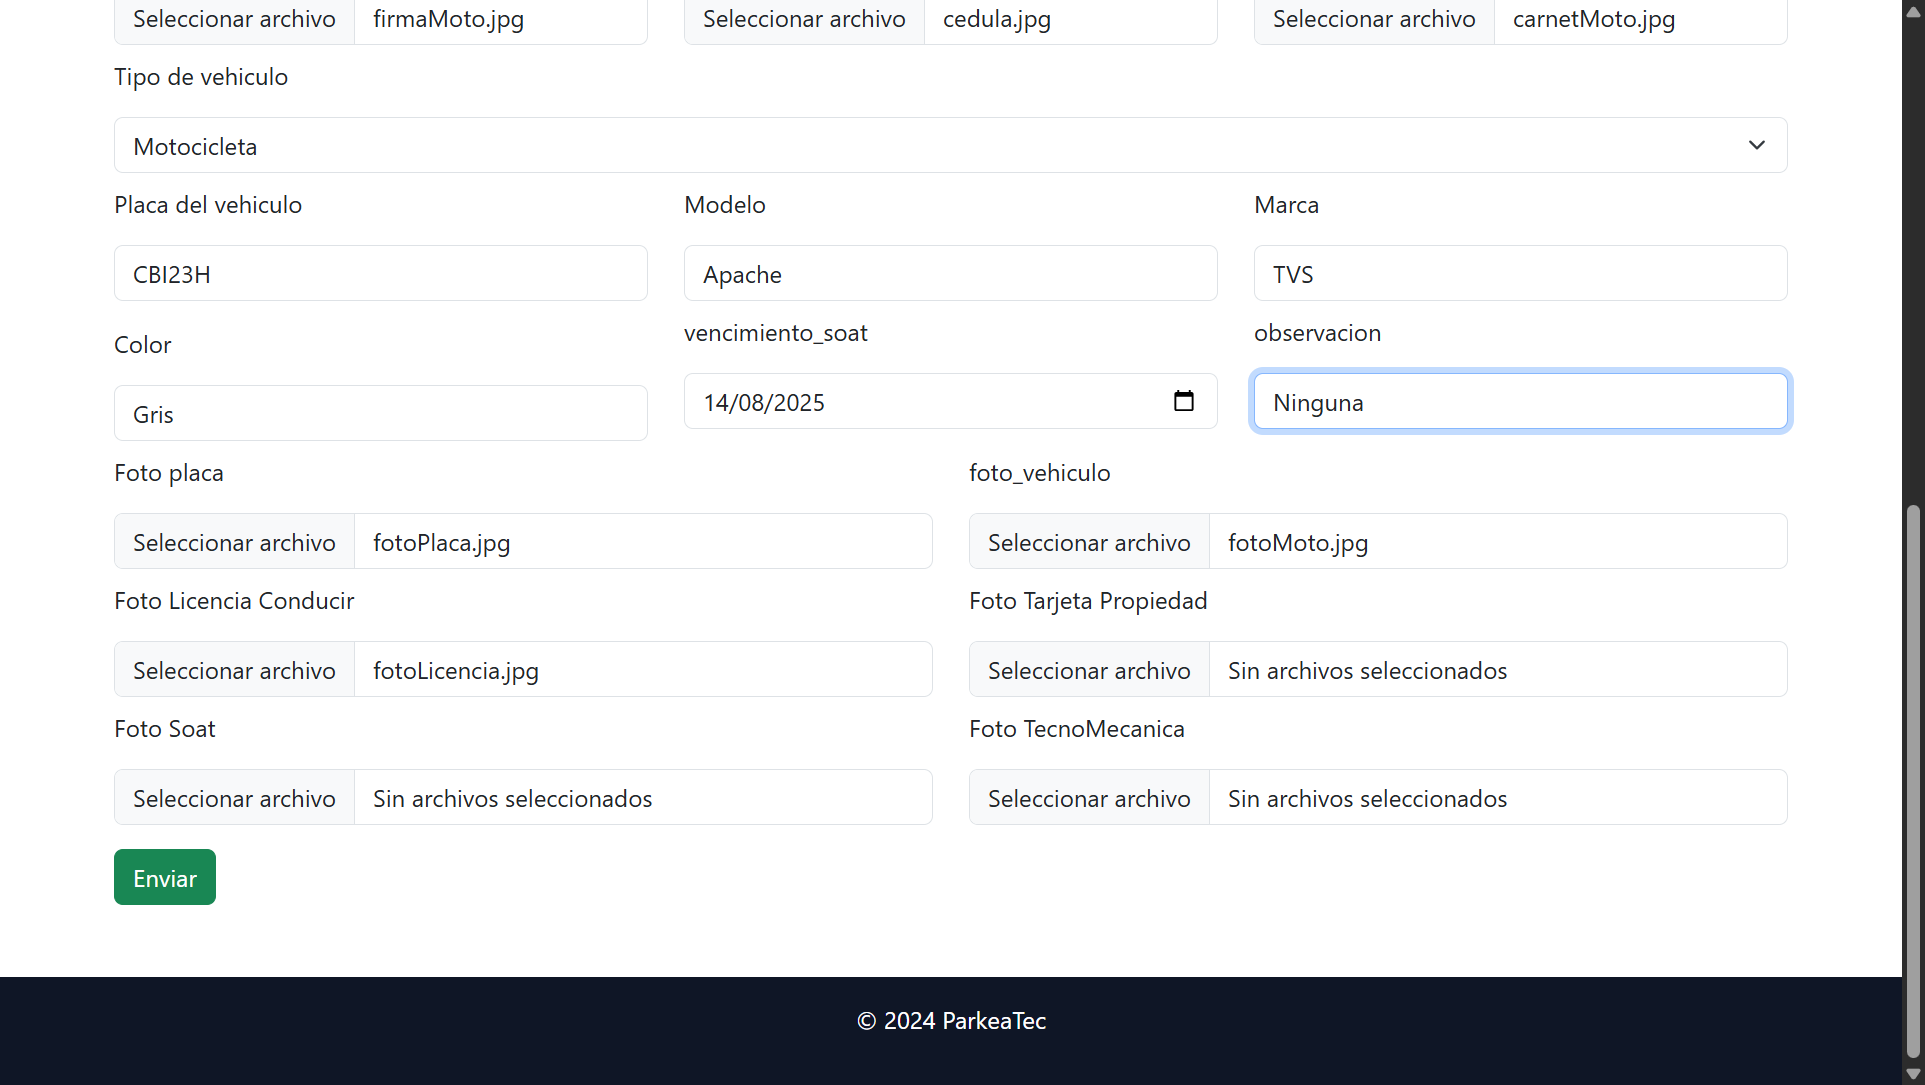 Seleccionar archivo firmaMoto.jpg Seleccionar archivo cedula.jpg Seleccionar archivo carnetMoto.jpg
Tipo de vehiculo
Motocicleta
Placa del vehiculo Modelo Marca
CBI23H Apache TVS
Color vencimiento_soat observacion
Gris 14/08/2025 Ninguna
Foto placa foto_vehiculo
Seleccionar archivo fotoPlaca.jpg Seleccionar archivo fotoMoto.jpg
Foto Licencia Conducir Foto Tarjeta Propiedad
Seleccionar archivo fotoLicencia.jpg Seleccionar archivo Sin archivos seleccionados
Foto Soat Foto TecnoMecanica
Seleccionar archivo Sin archivos seleccionados Seleccionar archivo Sin archivos seleccionados
Enviar
© 2024 ParkeaTec